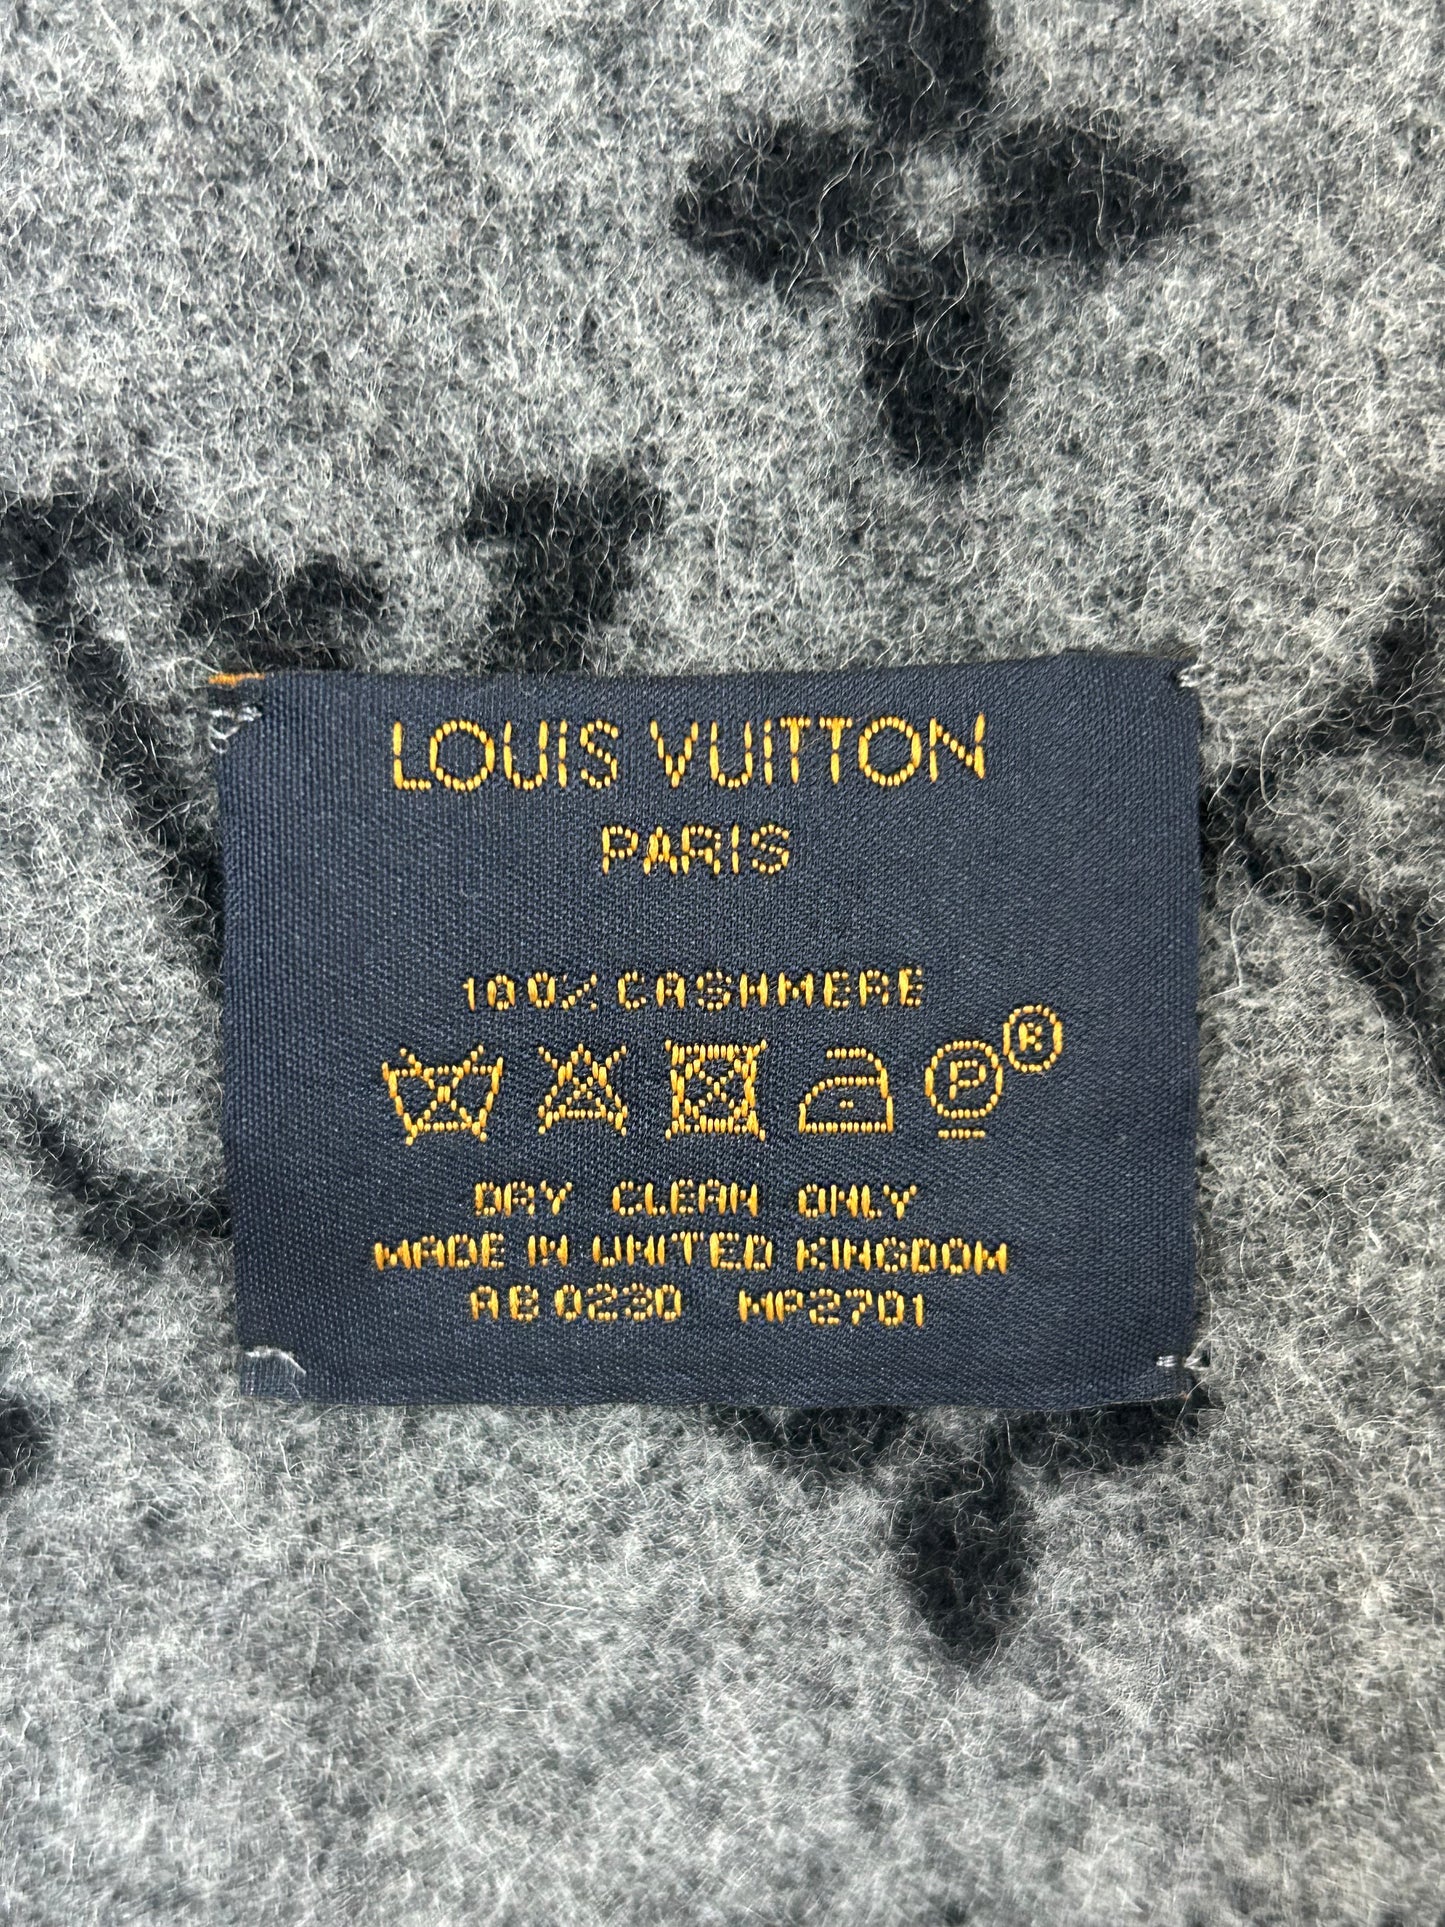 LOUIS VUITTON
PARIS
100% CASHMERE
P ®
DRY CLEAN ONLY
MADE IN UNITED KINGDOM
AB 0230 MP2701